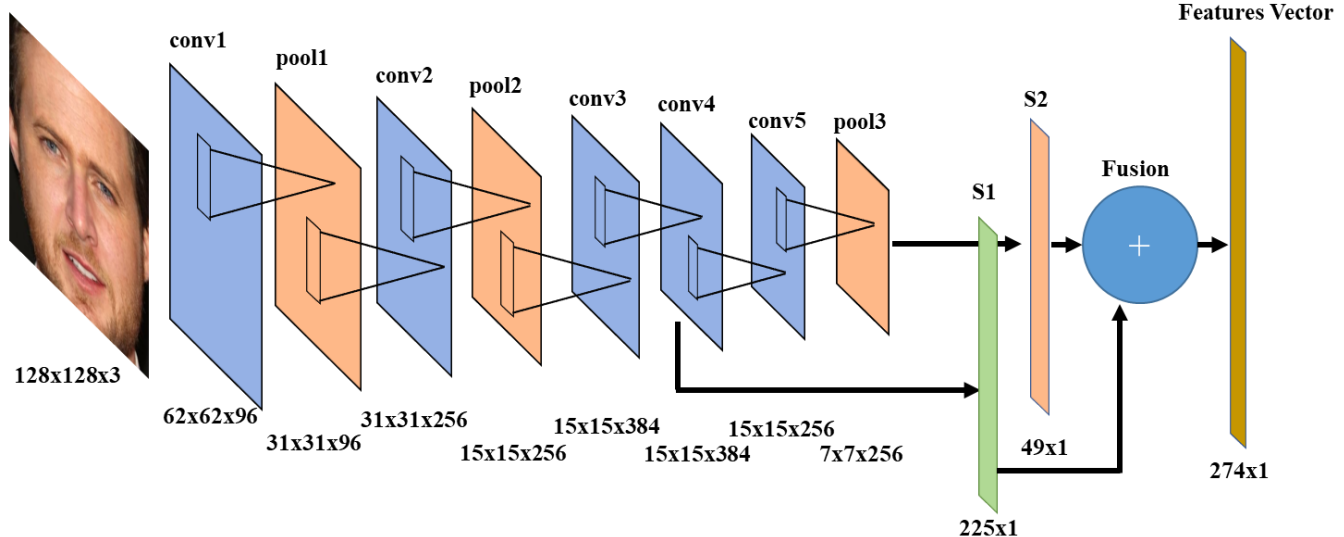 Features Vector
conv1
pool1
conv2
pool2
conv3
conv4
conv5
pool3
S2
Fusion
S1
+
128x128x3
62x62x96
31x31x96
31x31x256
15x15x256
15x15x384
15x15x384
15x15x256
7x7x256
49x1
225x1
274x1